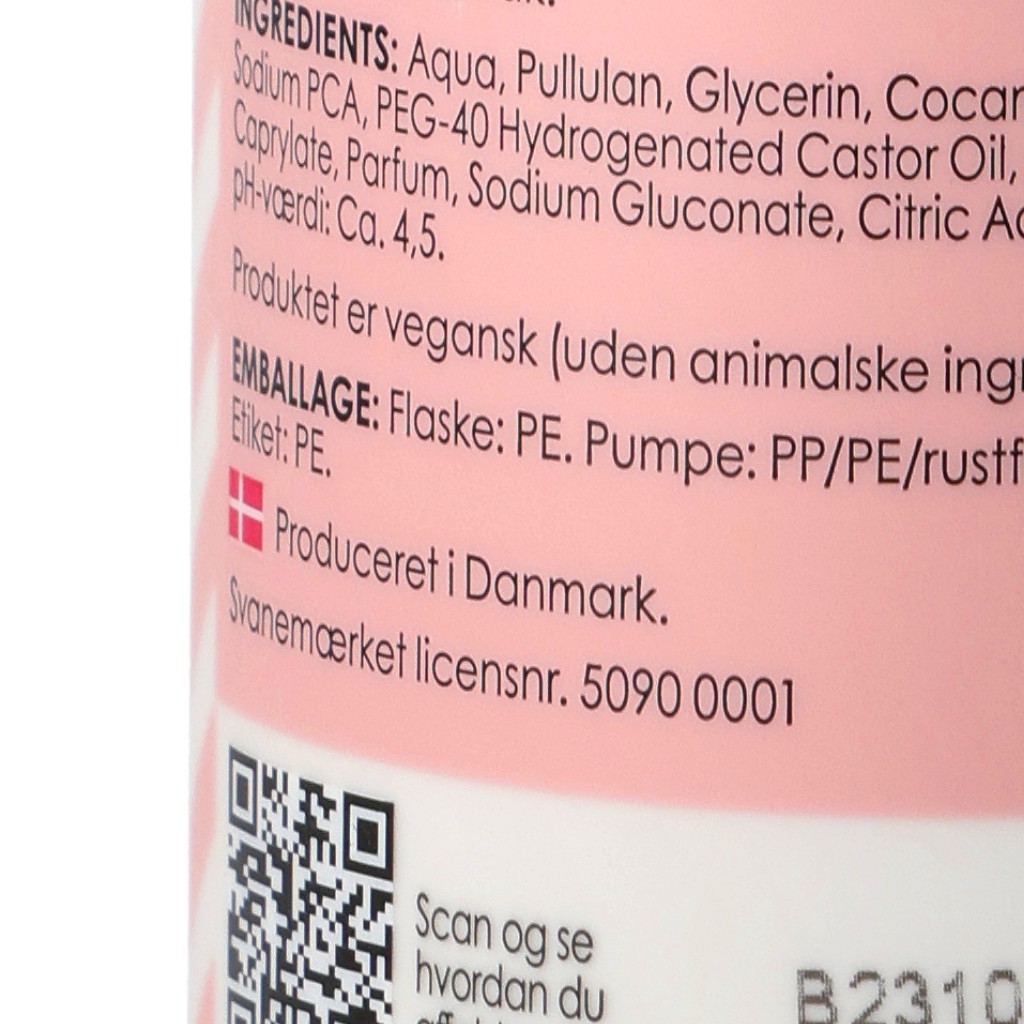 INGREDIENTS: Aqua, Pullulan, Glycerin, Cocam
Sodium PCA, PEG-40 Hydrogenated Castor Oil,
Caprylate, Parfum, Sodium Gluconate, Citric Ac
pH-værdi: Ca. 4,5.
Produktet er vegansk (uden animalske ingr
EMBALLAGE: Flaske: PE. Pumpe: PP/PE/rustf
Etiket: PE.
Produceret i Danmark.
Svanemærket licensnr. 5090 0001
Scan og se
hvordan du
B2310